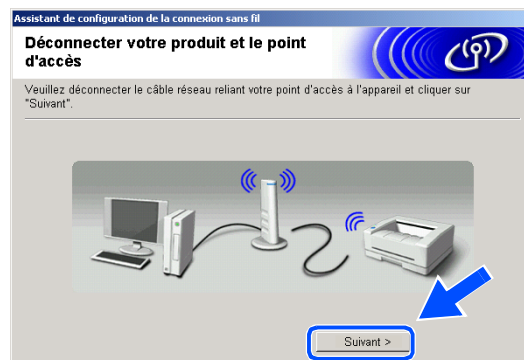 Assistant de configuration de la connexion sans fil
Déconnecter votre produit et le point
d'accès
Veuillez déconnecter le câble réseau reliant votre point d'accès à l'appareil et cliquer sur
"Suivant".
Suivant >